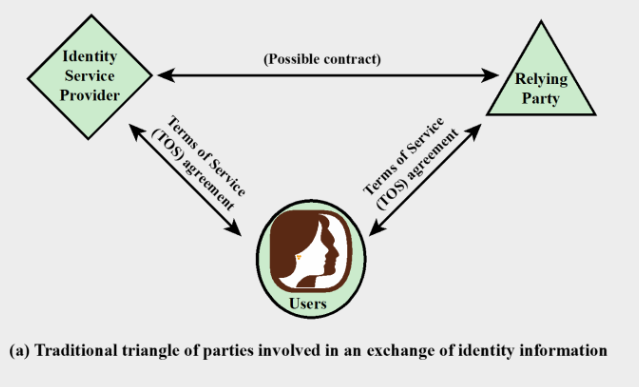 Identity
Service
Provider
(Possible contract)
Relying
Party
Terms of Service
(TOS) agreement
Terms of Service
(TOS) agreement
Users
(a) Traditional triangle of parties involved in an exchange of identity information